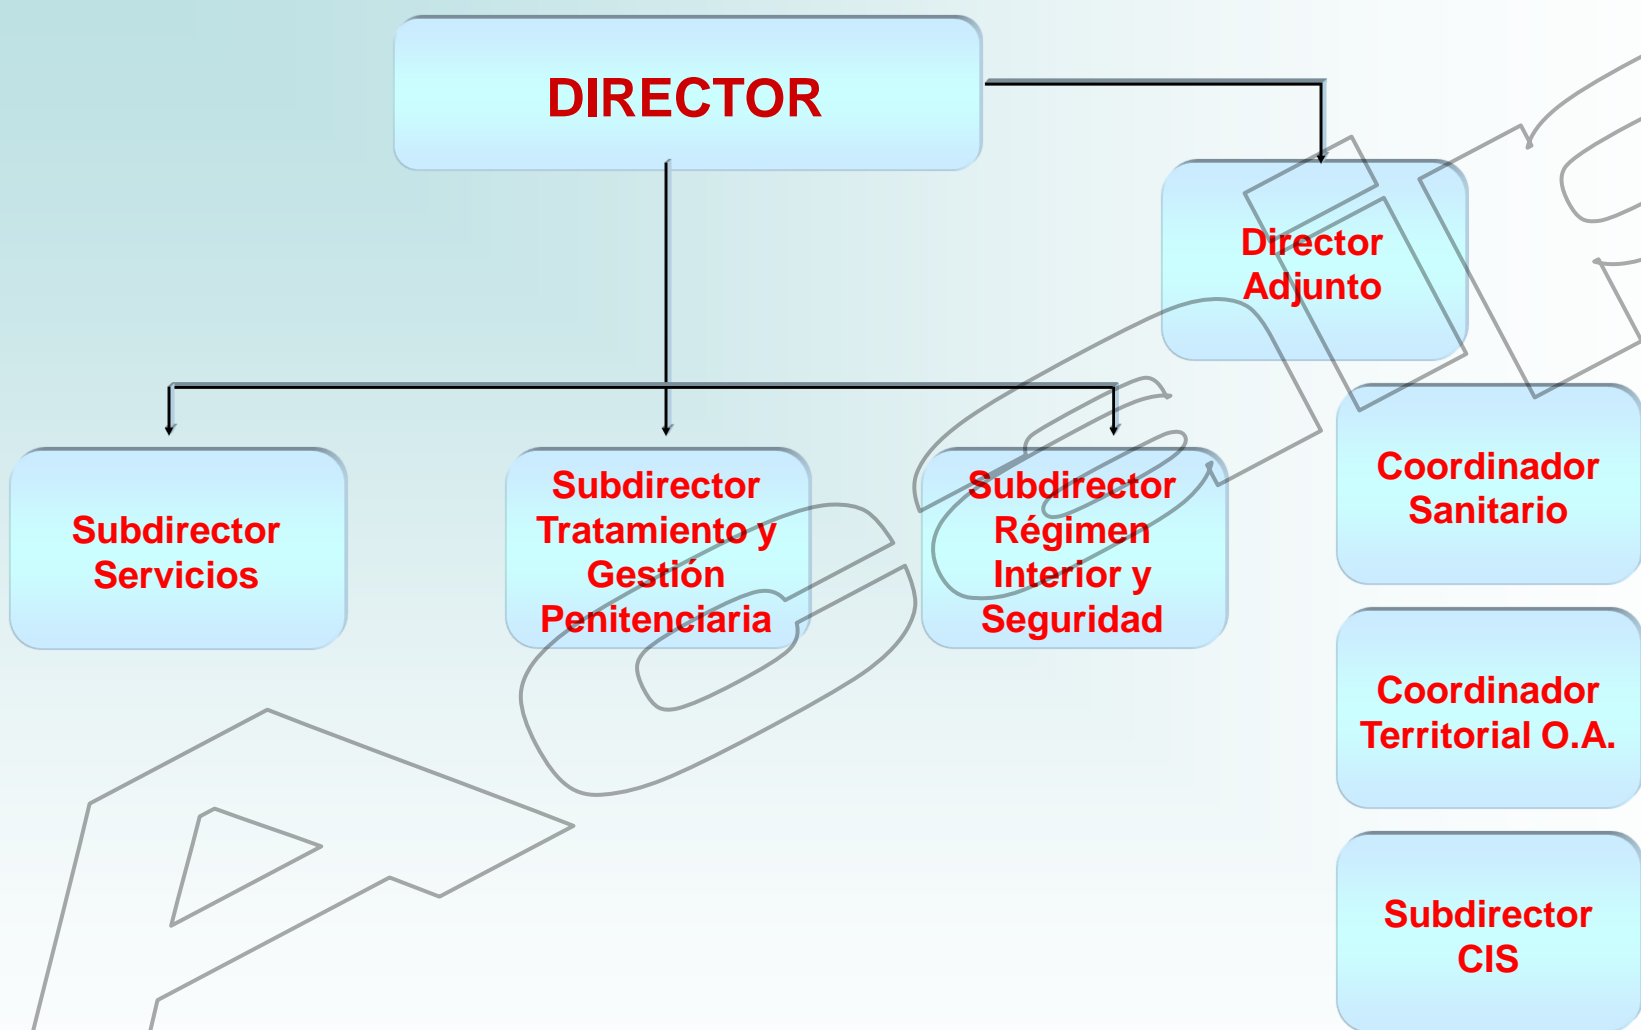 DIRECTOR
Director
Adjunto
Subdirector
Servicios
Subdirector
Tratamiento y
Gestión
Penitenciaria
Subdirector
Régimen
Interior y
Seguridad
Coordinador
Sanitario
Coordinador
Territorial O.A.
Subdirector
CIS